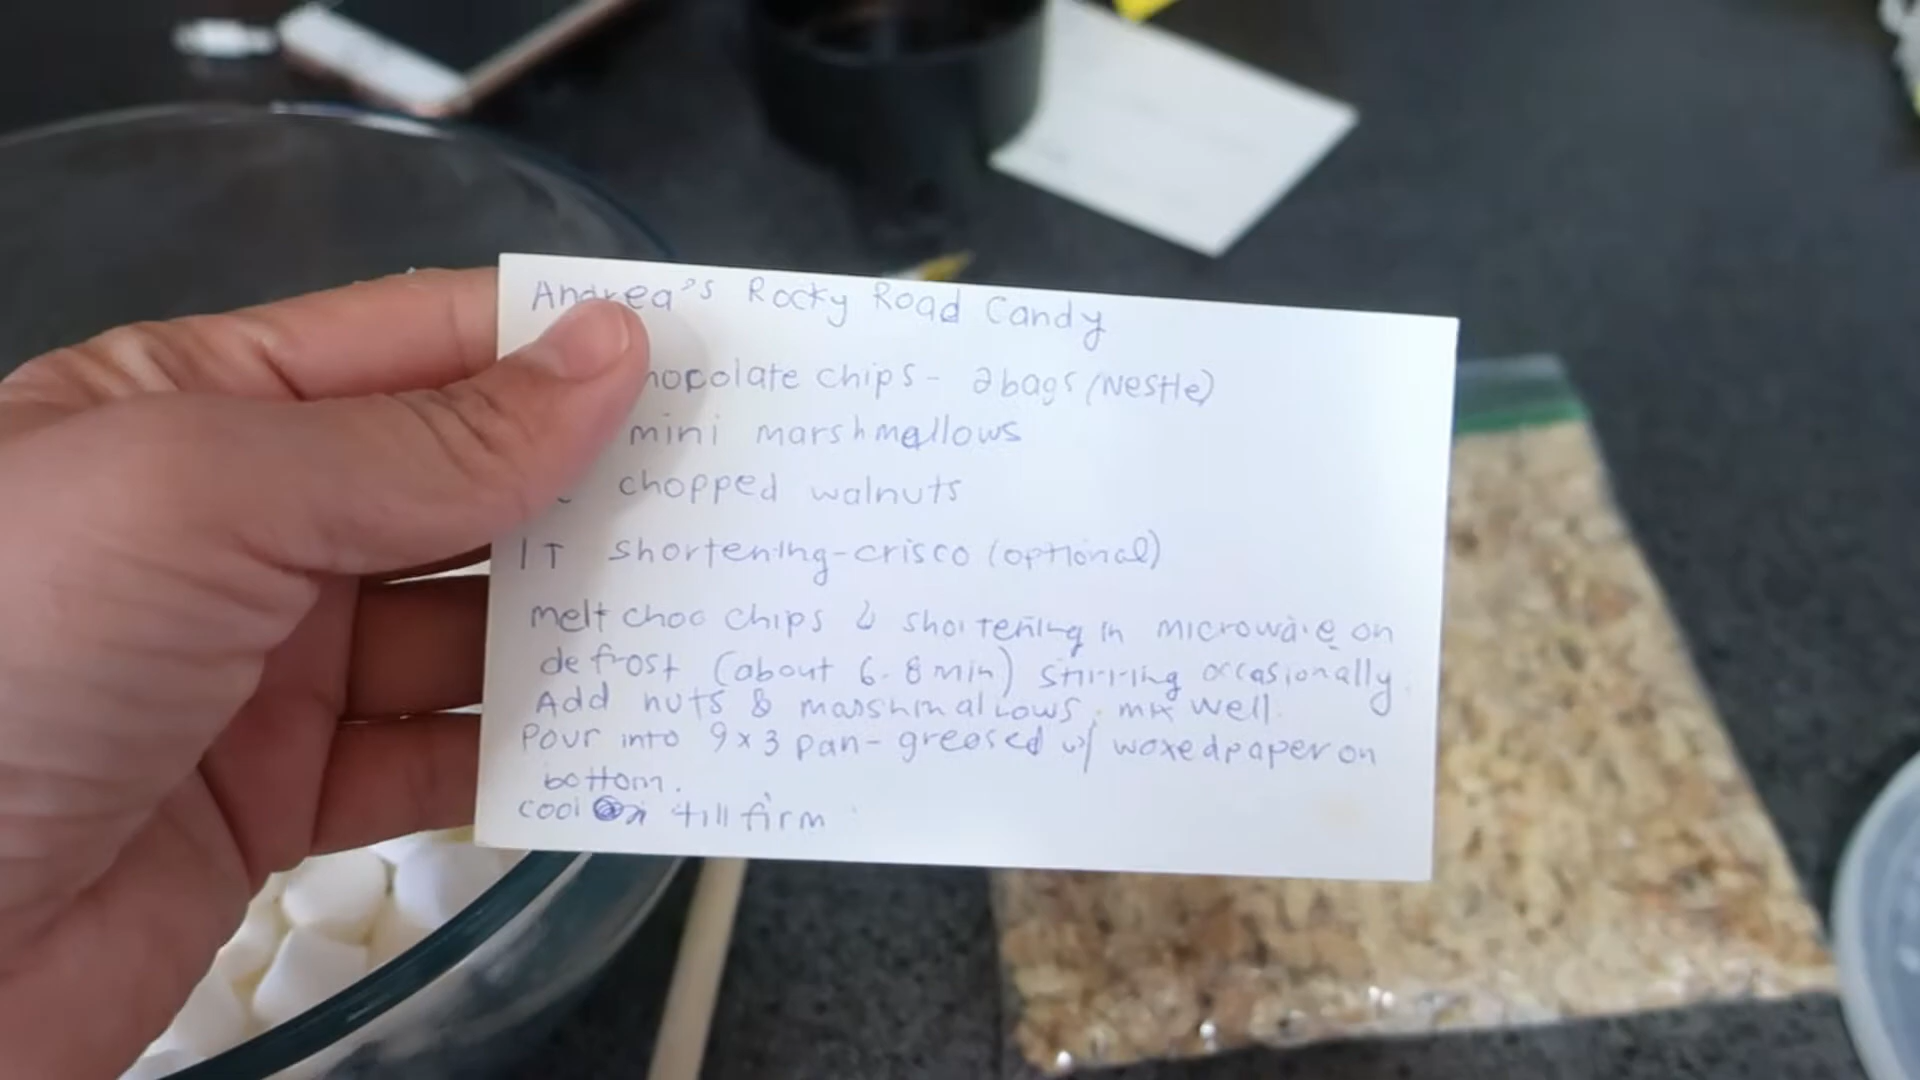 Andrea's Rocky Road Candy
hocolate chips - 2 bags (Nestle)
mini marshmellows
chopped walnuts
1 T shortening-crisco (optional)
melt choc chips & shortening in microwave on
defrost (about 6-8 min) stirring occasionally
Add nuts & marshmallows. mix well.
Pour into 9x3 pan- greased w/ waxed paper on
bottom.
cool till firm